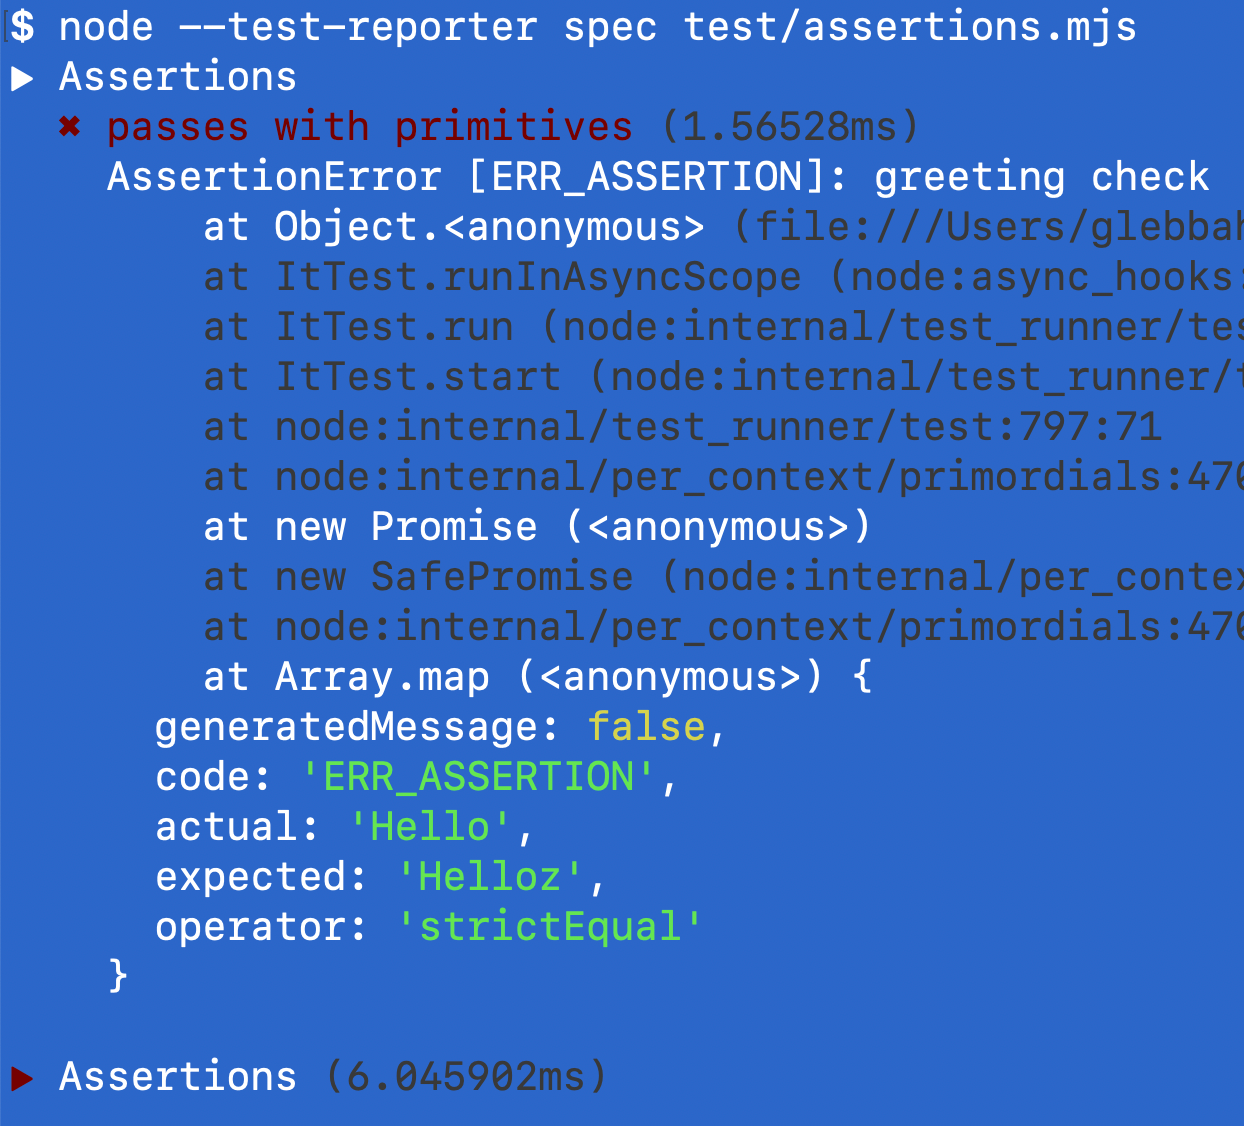 $ node --test-reporter spec test/assertions.mjs
▶ Assertions
  ✖ passes with primitives (1.56528ms)
    AssertionError [ERR_ASSERTION]: greeting check
        at Object.<anonymous> (file:///Users/glebbah
        at ItTest.runInAsyncScope (node:async_hooks:
        at ItTest.run (node:internal/test_runner/tes
        at ItTest.start (node:internal/test_runner/t
        at node:internal/test_runner/test:797:71
        at node:internal/per_context/primordials:470
        at new Promise (<anonymous>)
        at new SafePromise (node:internal/per_contex
        at node:internal/per_context/primordials:470
        at Array.map (<anonymous>) {
      generatedMessage: false,
      code: 'ERR_ASSERTION',
      actual: 'Hello',
      expected: 'Helloz',
      operator: 'strictEqual'
    }
▶ Assertions (6.045902ms)